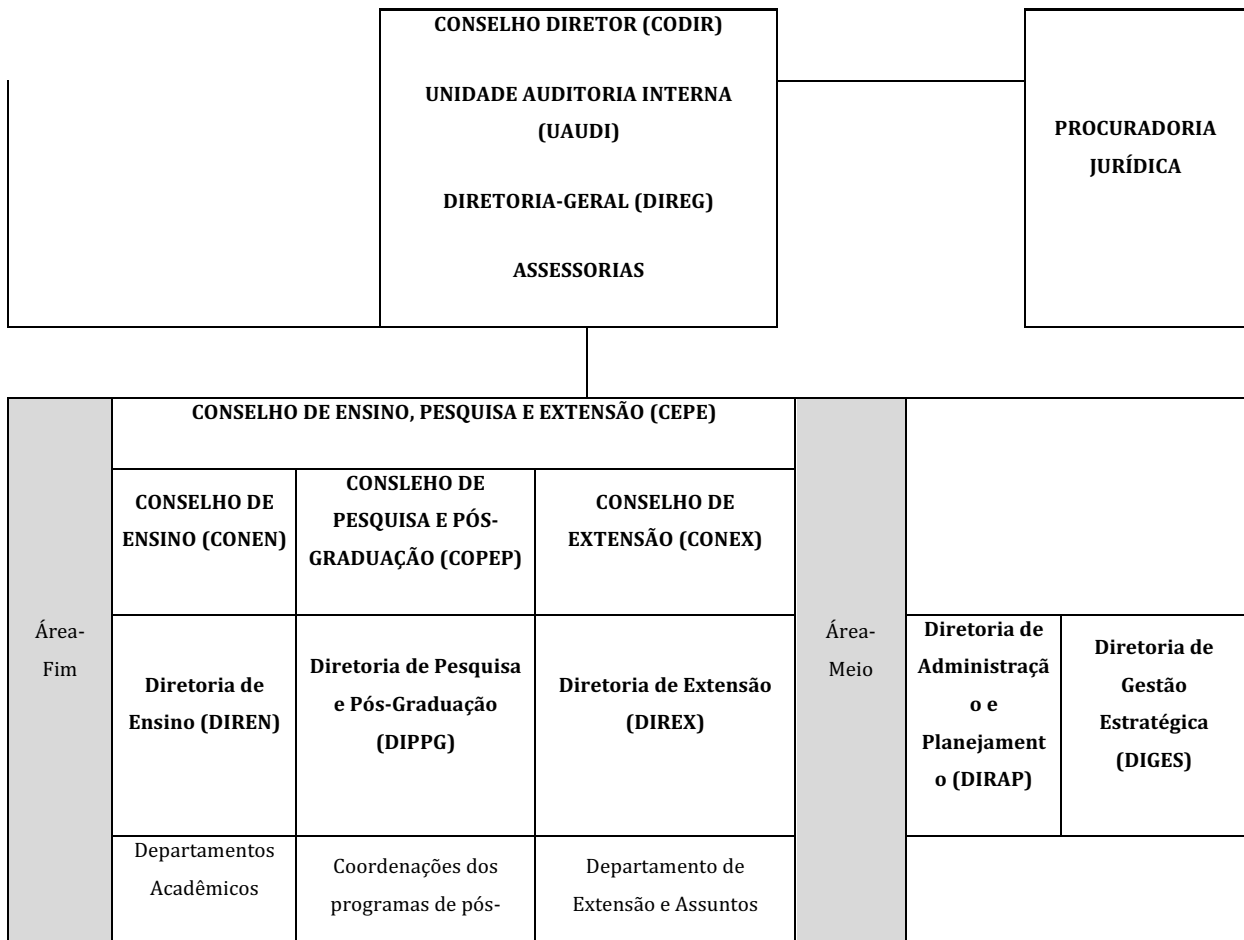 CONSELHO DIRETOR (CODIR)
UNIDADE AUDITORIA INTERNA
(UAUDI)
DIRETORIA-GERAL (DIREG)
ASSESSORIAS
PROCURADORIA
JURÍDICA
CONSELHO DE ENSINO, PESQUISA E EXTENSÃO (CEPE)
CONSELHO DE
ENSINO (CONEN)
CONSLEHO DE
PESQUISA E PÓS-
GRADUAÇÃO (COPEP)
CONSELHO DE
EXTENSÃO (CONEX)
Área-
Fim
Diretoria de
Ensino (DIREN)
Diretoria de Pesquisa
e Pós-Graduação
(DIPPG)
Diretoria de Extensão
(DIREX)
Área-
Meio
Diretoria de
Administraçã
o e
Planejament
o (DIRAP)
Diretoria de
Gestão
Estratégica
(DIGES)
Departamentos
Acadêmicos
Coordenações dos
programas de pós-
Departamento de
Extensão e Assuntos